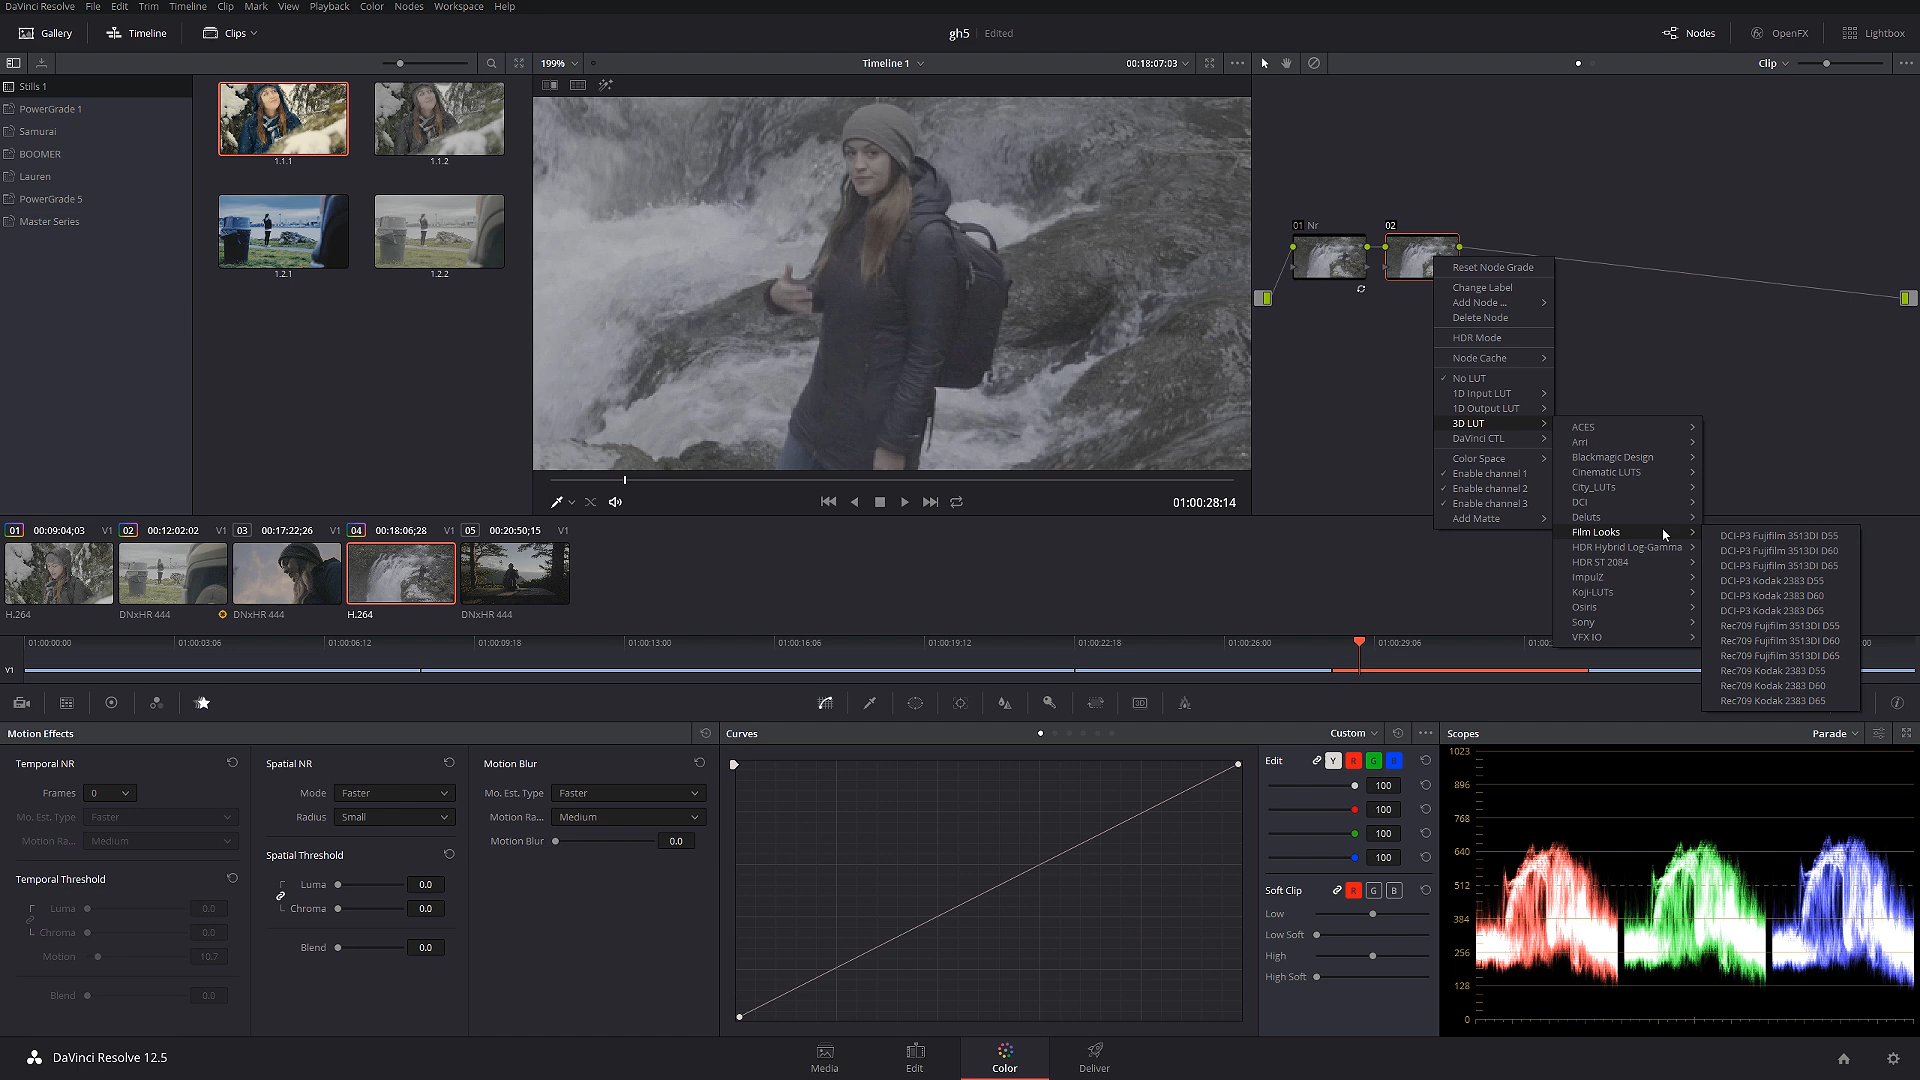 DaVinci Resolve File Edit Trim Timeline Clip Mark View Playback Color Nodes Workspace Help
Gallery Timeline Clips gh5 Edited Nodes OpenFX Lightbox
199% Timeline 1 00:18:07:03 Clip
Stills 1
PowerGrade 1
Samurai
BOOMER
Lauren
PowerGrade 5
Master Series
1.1.1 1.1.2
1.2.1 1.2.2
01:00:28:14
01 Nr 02
Reset Node Grade
Change Label
Add Node ...
Delete Node
HDR Mode
Node Cache
No LUT
1D Input LUT
1D Output LUT
3D LUT
DaVinci CTL
Color Space
Enable channel 1
Enable channel 2
Enable channel 3
Add Matte
ACES
Arri
Blackmagic Design
Cinematic LUTS
City_LUTs
DCI
Deluts
Film Looks
HDR Hybrid Log-Gamma
HDR ST 2084
ImpulZ
Koji-LUTs
Osiris
Sony
VFX IO
DCI-P3 Fujifilm 3513DI D55
DCI-P3 Fujifilm 3513DI D60
DCI-P3 Fujifilm 3513DI D65
DCI-P3 Kodak 2383 D55
DCI-P3 Kodak 2383 D60
DCI-P3 Kodak 2383 D65
Rec709 Fujifilm 3513DI D55
Rec709 Fujifilm 3513DI D60
Rec709 Fujifilm 3513DI D65
Rec709 Kodak 2383 D55
Rec709 Kodak 2383 D60
Rec709 Kodak 2383 D65
01 00:09:04;03 V1 02 00:12:02:02 V1 03 00:17:22;26 V1 04 00:18:06;28 V1 05 00:20:50;15 V1
H.264 DNxHR 444 DNxHR 444 H.264 DNxHR 444
01:00:00:00 01:00:03:06 01:00:06:12 01:00:09:18 01:00:13:00 01:00:16:06 01:00:19:12 01:00:22:18 01:00:26:00 01:00:29:06
V1
Motion Effects
Temporal NR
Frames 0
Mo. Est. Type Faster
Motion Ra... Medium
Temporal Threshold
Luma 0.0
Chroma 0.0
Motion 10.7
Blend 0.0
Spatial NR
Mode Faster
Radius Small
Spatial Threshold
Luma 0.0
Chroma 0.0
Blend 0.0
Motion Blur
Mo. Est. Type Faster
Motion Ra... Medium
Motion Blur 0.0
Curves Custom
Edit Y R G B
100
100
100
100
Soft Clip R G B
Low
Low Soft
High
High Soft
Scopes Parade
1023
896
768
640
512
384
256
128
0
DaVinci Resolve 12.5
Media Edit Color Deliver